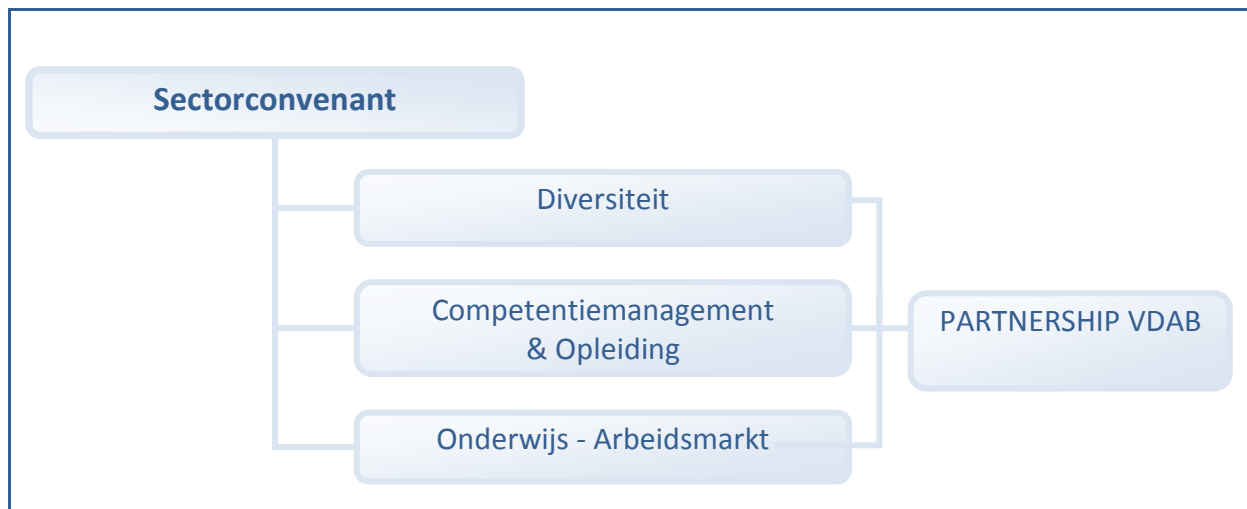 Sectorconvenant
Diversiteit
Competentiemanagement
& Opleiding
PARTNERSHIP VDAB
Onderwijs - Arbeidsmarkt